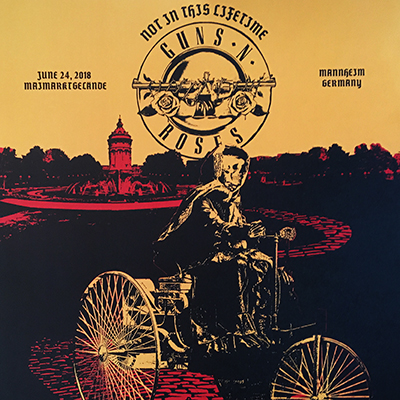 NOT IN THIS LIFETIME
GUNS·N·
ROSES
JUNE 24, 2018
MAIMARKTGELANDE
MANNHEIM
GERMANY